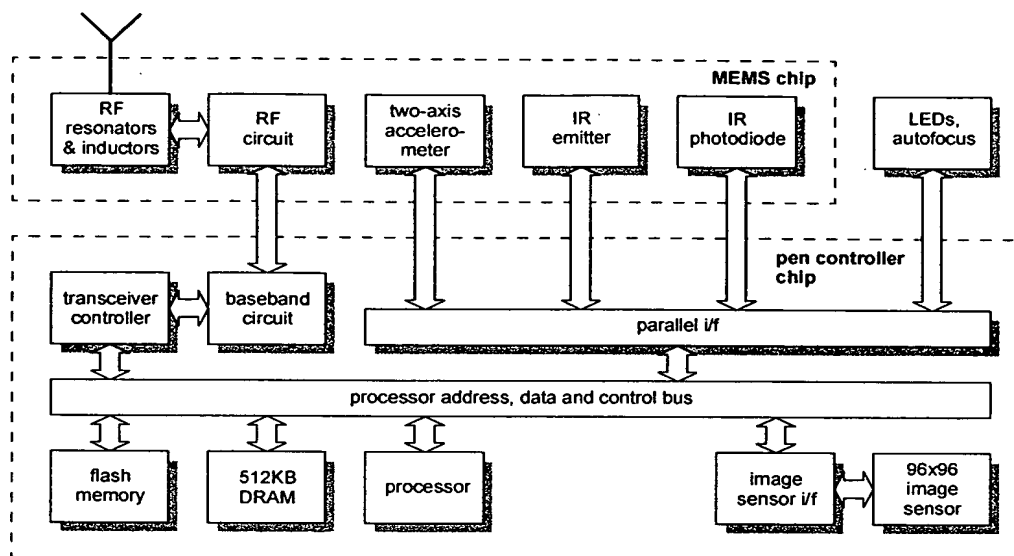 MEMS chip
RF
resonators
& inductors
RF
circuit
two-axis
accelero-
meter
IR
emitter
IR
photodiode
LEDs,
autofocus
pen controller
chip
transceiver
controller
baseband
circuit
parallel i/f
processor address, data and control bus
flash
memory
512KB
DRAM
processor
image
sensor i/f
96x96
image
sensor